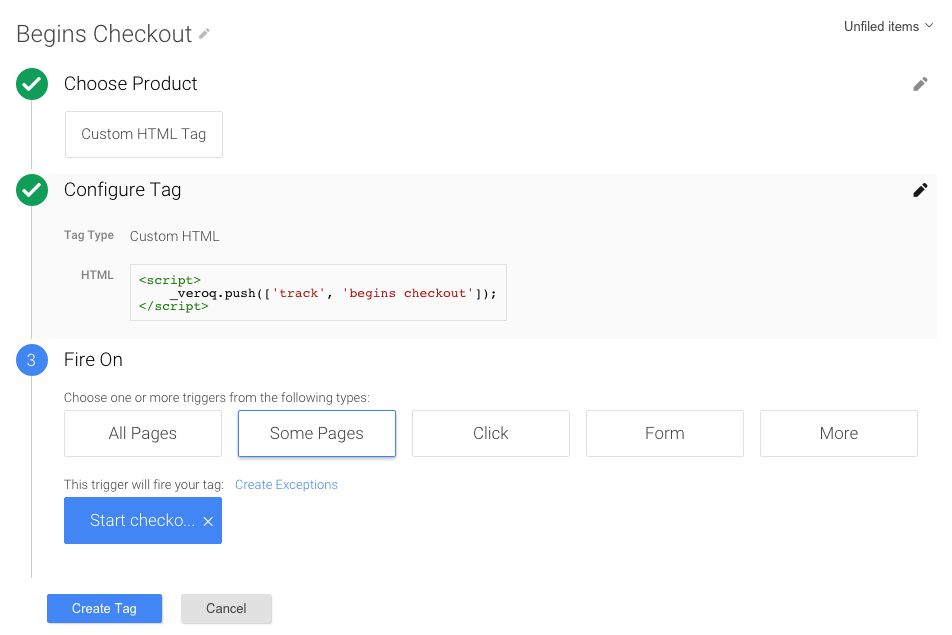 Begins Checkout
Unfiled items
Choose Product
Custom HTML Tag
Configure Tag
Tag Type Custom HTML
HTML
<script>
_veroq.push(['track', 'begins checkout']);
</script>
3 Fire On
Choose one or more triggers from the following types:
All Pages Some Pages Click Form More
This trigger will fire your tag: Create Exceptions
Start checko... ×
Create Tag Cancel